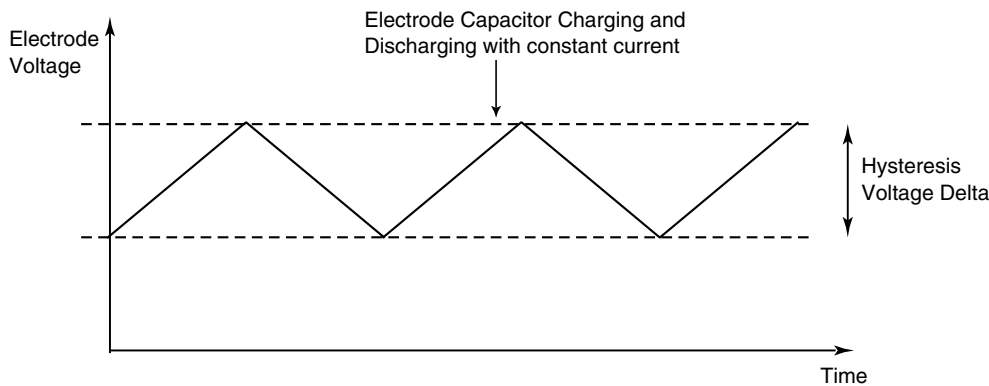 Electrode Capacitor Charging and
Discharging with constant current
Electrode
Voltage
Hysteresis
Voltage Delta
Time